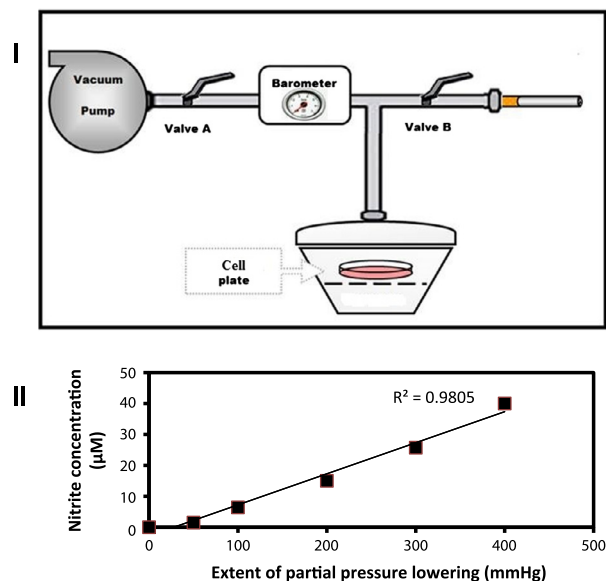 I
Vacuum
Pump
Valve A
Barometer
Valve B
Cell
plate
II
Nitrite concentration
(µM)
50
40
30
20
10
0
R² = 0.9805
0
100
200
300
400
500
Extent of partial pressure lowering (mmHg)